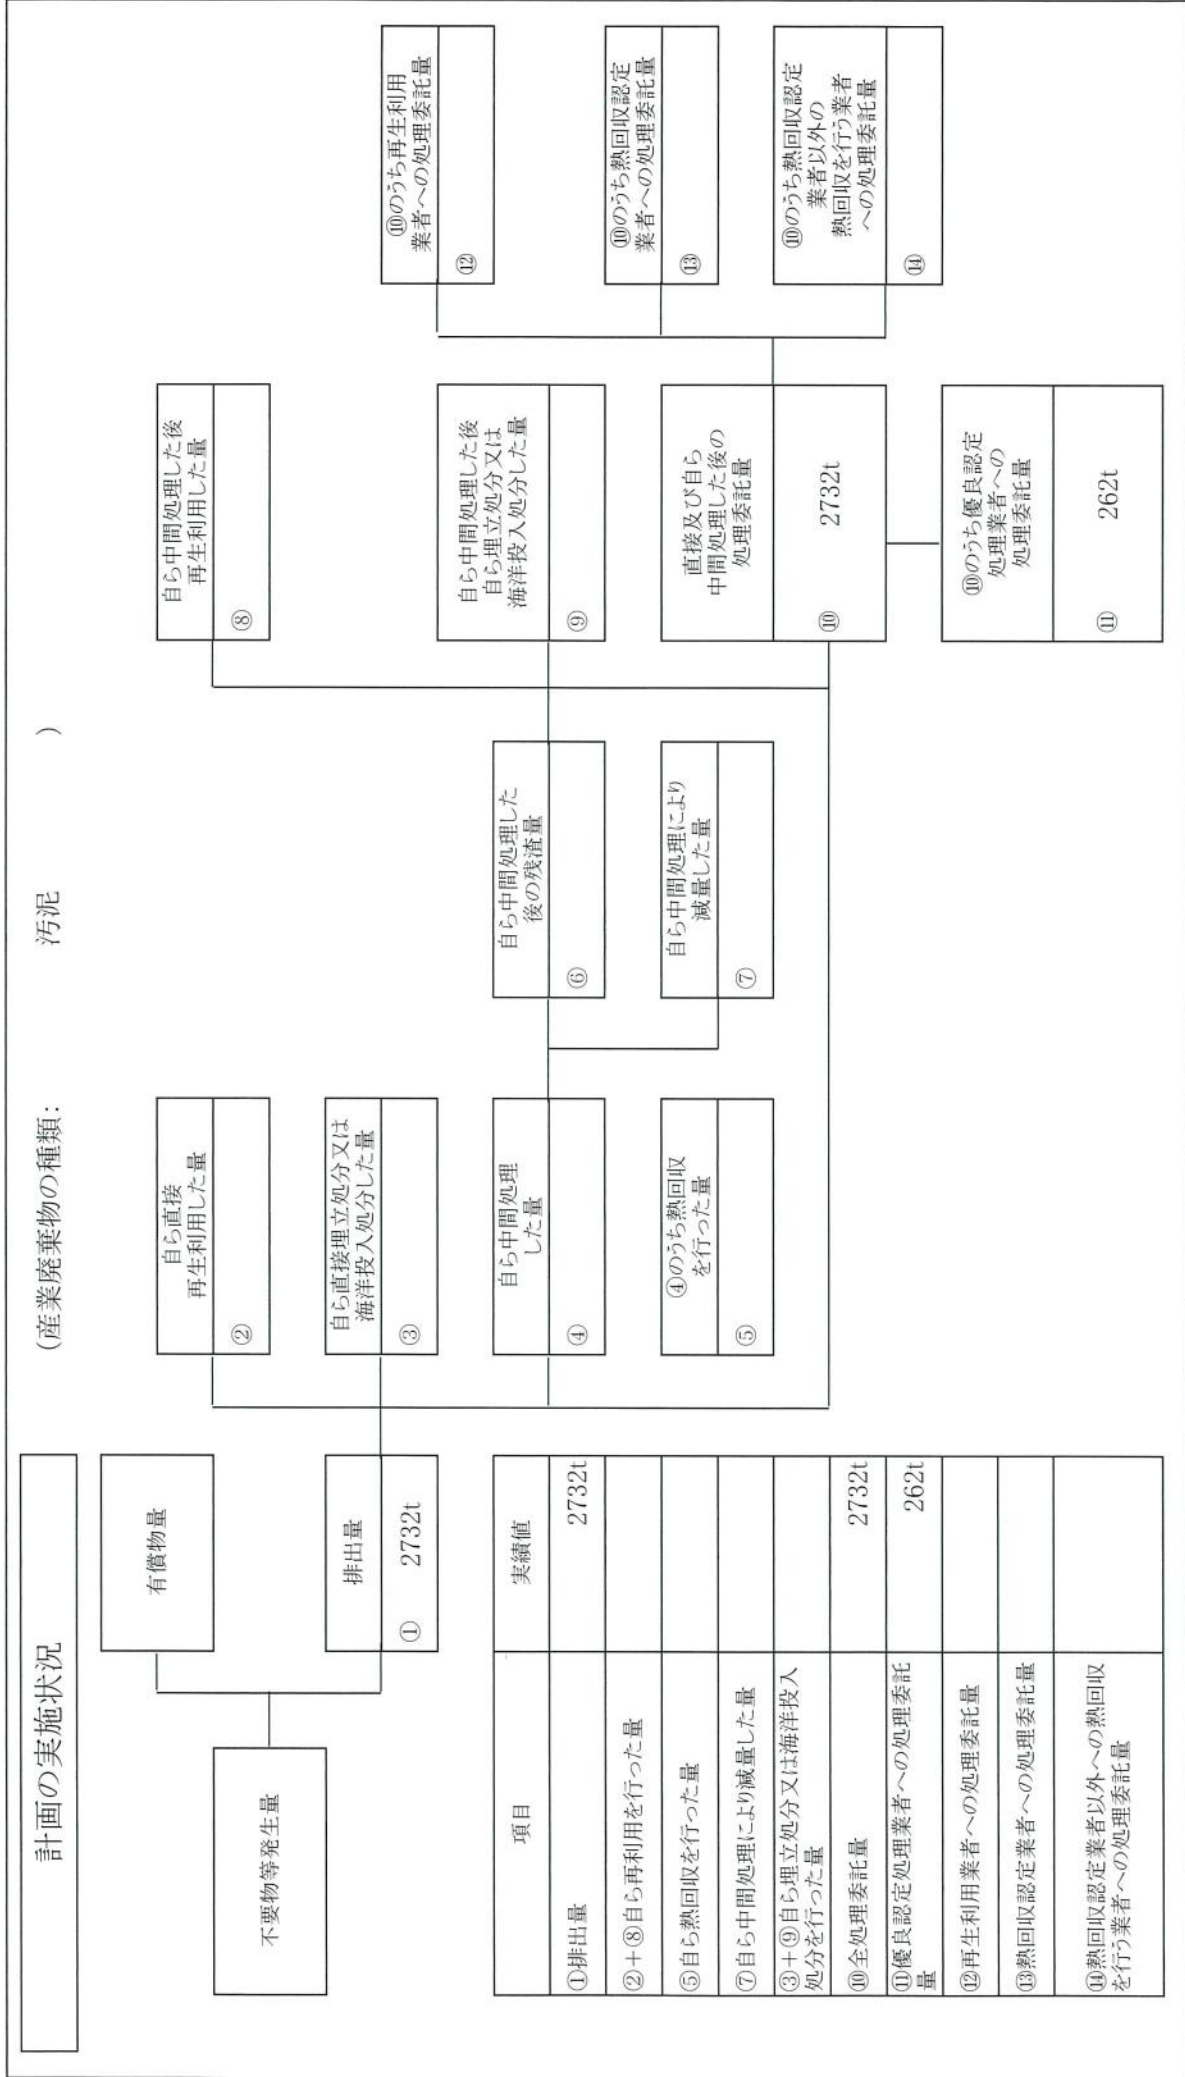 計画の実施状況
(産業廃棄物の種類:
汚泥
)
不要物等発生量
有償物量
排出量
① 2732t
自ら直接
再生利用した量
②
自ら直接埋立処分又は
海洋投入処分した量
③
自ら中間処理
した量
④
④のうち熱回収
を行った量
⑤
自ら中間処理した
後の残渣量
⑥
自ら中間処理により
減量した量
⑦
自ら中間処理した後
再生利用した量
⑧
自ら中間処理した後
自ら埋立処分又は
海洋投入処分した量
⑨
直接及び自ら
中間処理した後の
処理委託量
⑩ 2732t
⑩のうち優良認定
処理業者への
処理委託量
⑪ 262t
⑩のうち再生利用
業者への処理委託量
⑫
⑩のうち熱回収認定
業者への処理委託量
⑬
⑩のうち熱回収認定
業者以外の
熱回収を行う業者
への処理委託量
⑭
項目 実績値
①排出量 2732t
②+⑧自ら再利用を行った量
⑤自ら熱回収を行った量
⑦自ら中間処理により減量した量
③+⑨自ら埋立処分又は海洋投入
処分を行った量
⑩全処理委託量 2732t
⑪優良認定処理業者への処理委託
量 262t
⑫再生利用業者への処理委託量
⑬熱回収認定業者への処理委託量
⑭熱回収認定業者以外への熱回収
を行う業者への処理委託量